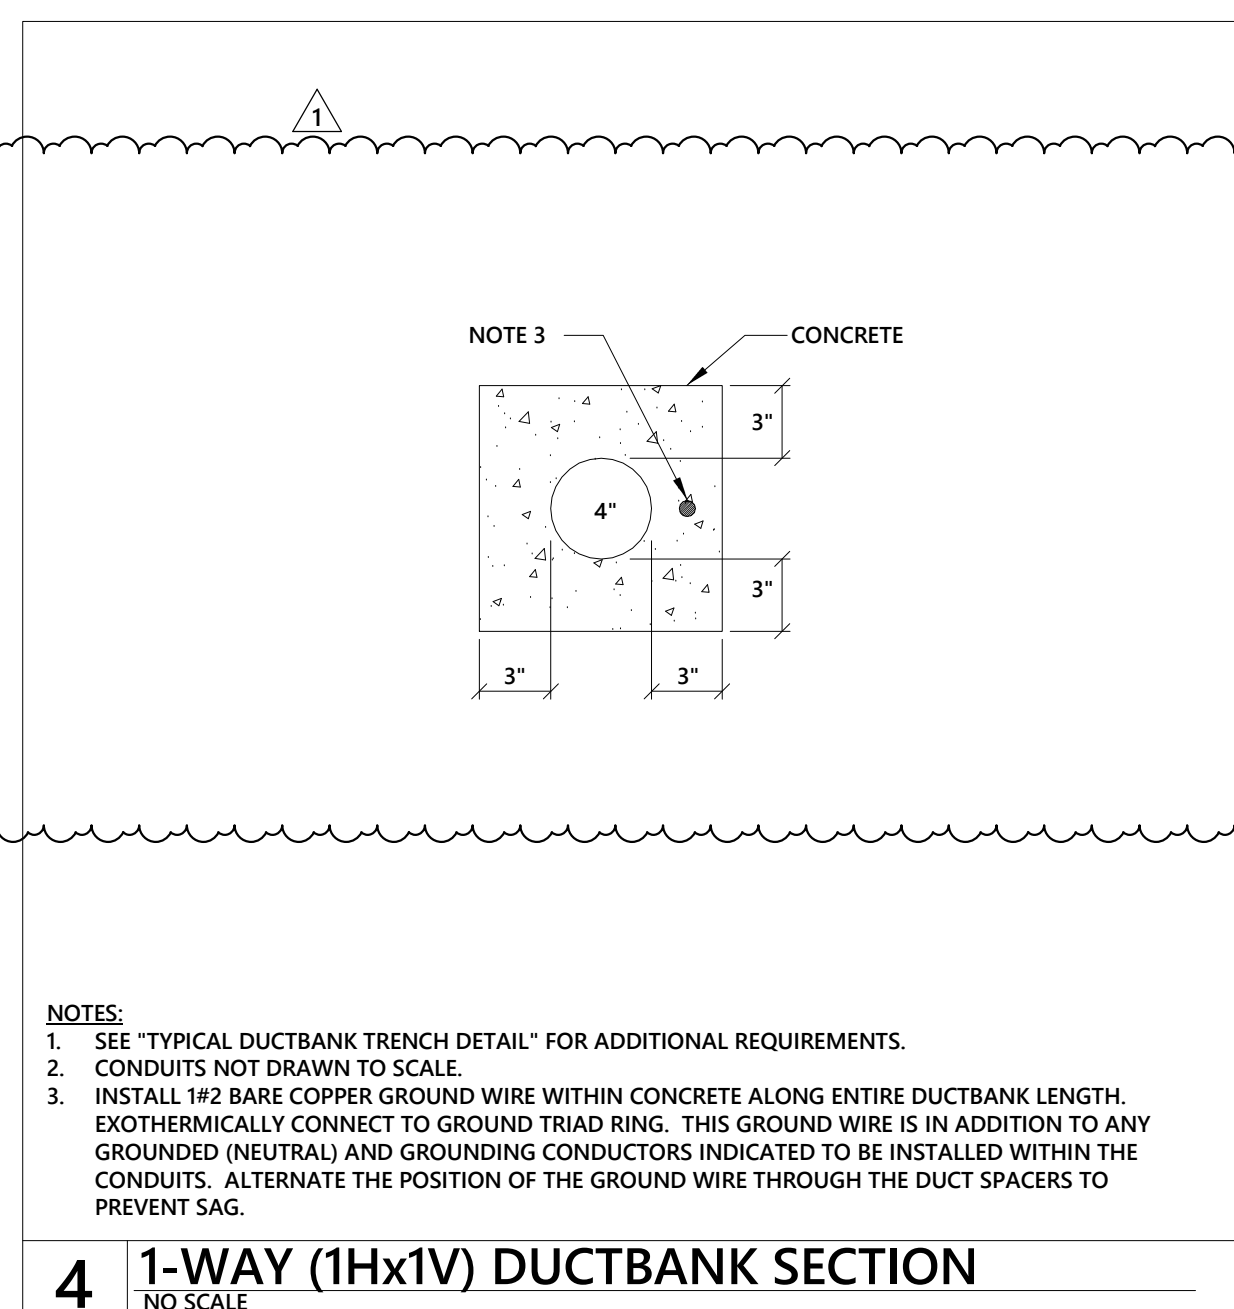 1
NOTE 3
CONCRETE
3"
4"
3"
3"
3"
NOTES:
1. SEE "TYPICAL DUCTBANK TRENCH DETAIL" FOR ADDITIONAL REQUIREMENTS.
2. CONDUITS NOT DRAWN TO SCALE.
3. INSTALL 1#2 BARE COPPER GROUND WIRE WITHIN CONCRETE ALONG ENTIRE DUCTBANK LENGTH.
EXOTHERMICALLY CONNECT TO GROUND TRIAD RING. THIS GROUND WIRE IS IN ADDITION TO ANY
GROUNDED (NEUTRAL) AND GROUNDING CONDUCTORS INDICATED TO BE INSTALLED WITHIN THE
CONDUITS. ALTERNATE THE POSITION OF THE GROUND WIRE THROUGH THE DUCT SPACERS TO
PREVENT SAG.
4
1-WAY (1Hx1V) DUCTBANK SECTION
NO SCALE